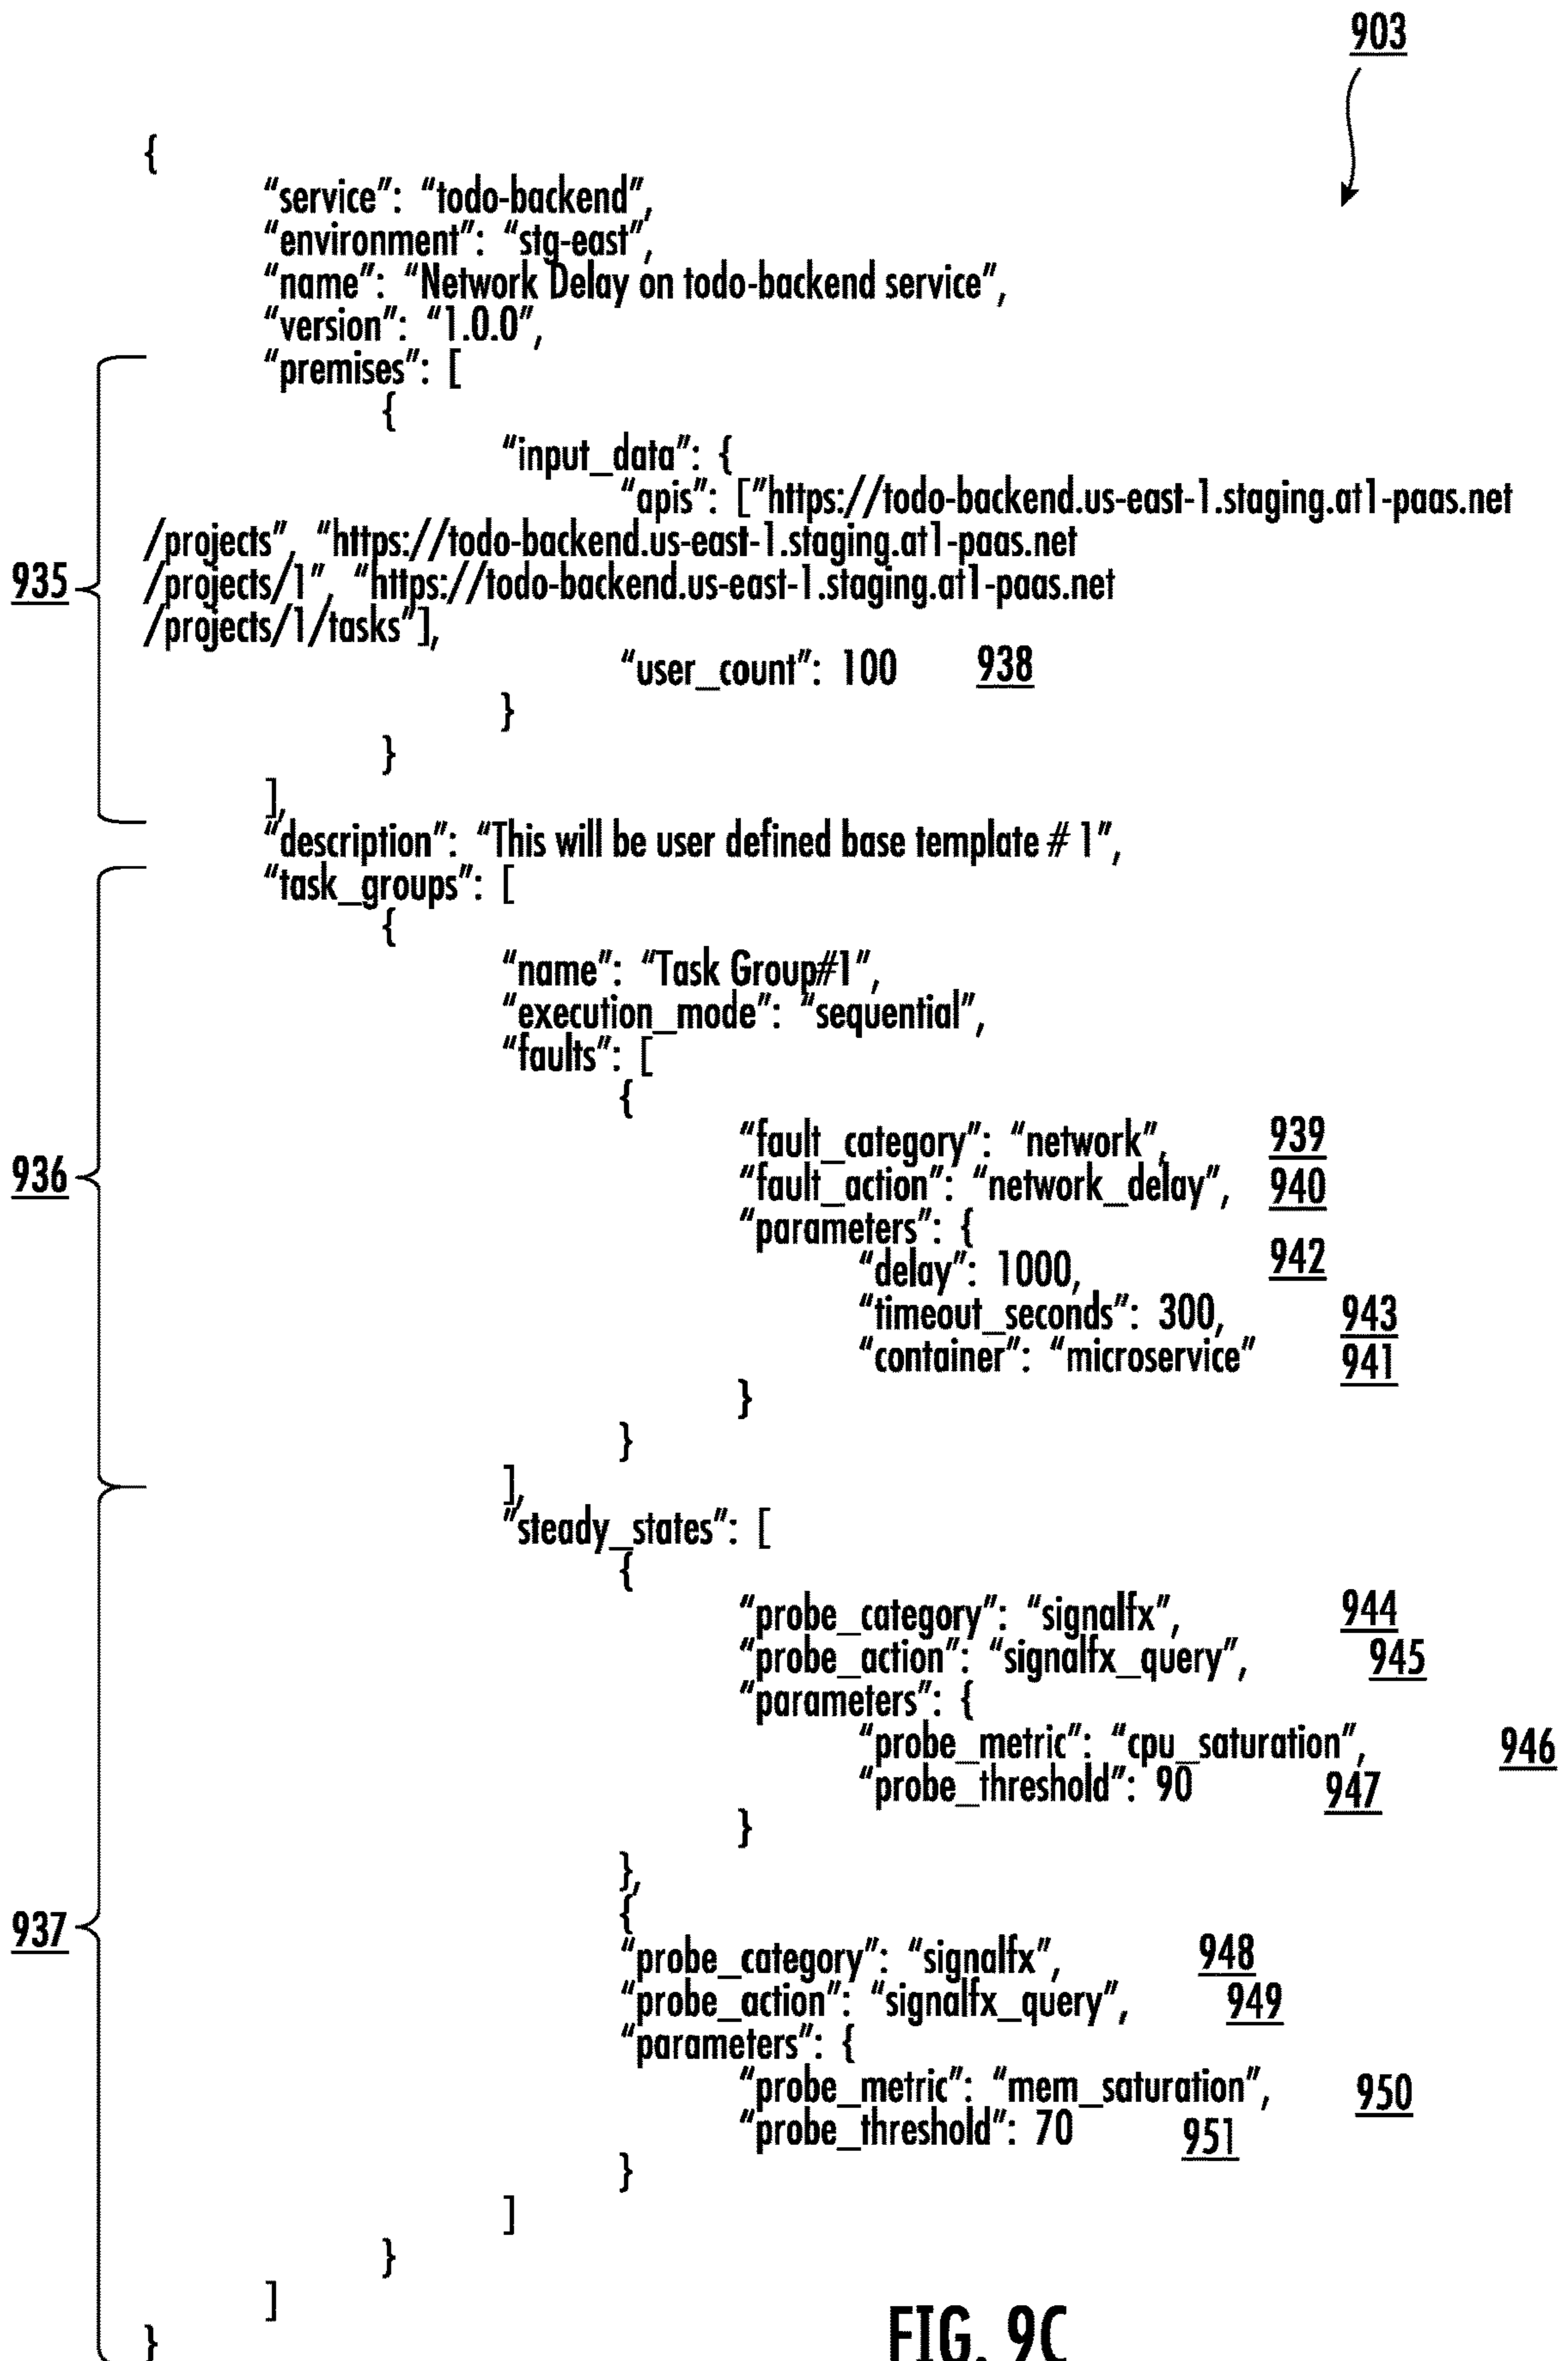 903
{
“service”: “todo-backend”,
“environment”: “stg-east”,
“name”: “Network Delay on todo-backend service”,
“version”: “1.0.0”,
“premises”: [
{
“input_data”: {
“apis”: [”https://todo-backend.us-east-1.staging.at1-paas.net
/projects”, “https://todo-backend.us-east-1.staging.at1-paas.net
935 /projects/1”, “https://todo-backend.us-east-1.staging.at1-paas.net
/projects/1/tasks”],
“user_count”: 100 938
}
}
],
“description”: “This will be user defined base template # 1”,
“task_groups”: [
{
“name”: “Task Group#1”,
“execution_mode”: “sequential”,
“faults”: [
{
“fault_category”: “network”, 939
936 “fault_action”: “network_delay”, 940
“parameters”: {
“delay”: 1000, 942
“timeout_seconds”: 300, 943
“container”: “microservice” 941
}
}
],
“steady_states”: [
{
“probe_category”: “signalfx”, 944
“probe_action”: “signalfx_query”, 945
“parameters”: {
“probe_metric”: “cpu_saturation”, 946
“probe_threshold”: 90 947
}
},
{
937 “probe_category”: “signalfx”, 948
“probe_action”: “signalfx_query”, 949
“parameters”: {
“probe_metric”: “mem_saturation”, 950
“probe_threshold”: 70 951
}
]
}
]
}
FIG. 9C